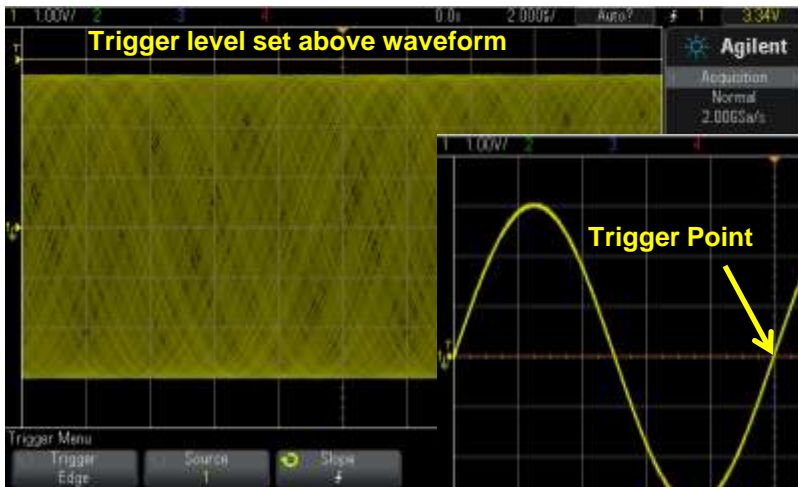 1 1.00V/ 2 3 4 0.0s 2.000s/ Auto? 1 3.34V
Trigger level set above waveform
Agilent
Acquisition
Normal
2.00GSa/s
1 1.00V/ 2 3 4
Trigger Point
Trigger Menu
Trigger
Edge
Source
1
Slope